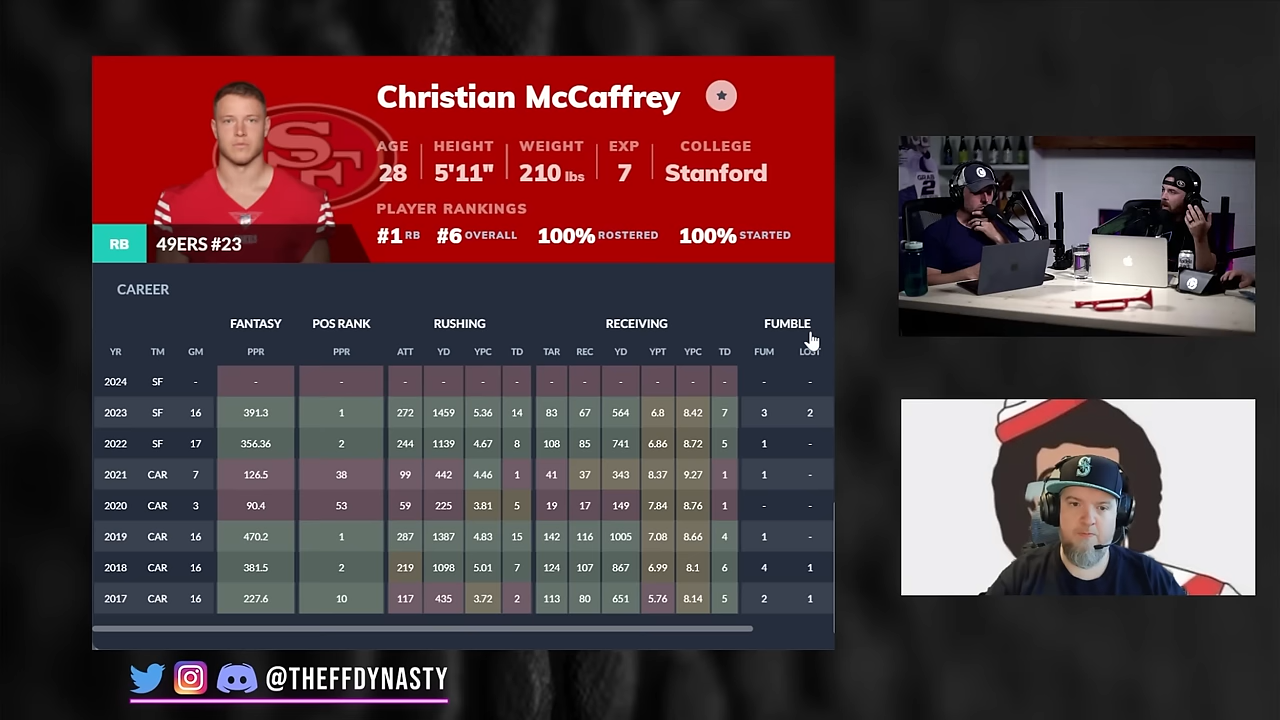 Christian McCaffrey
AGE HEIGHT WEIGHT EXP COLLEGE
28 5'11" 210 lbs 7 Stanford
PLAYER RANKINGS
#1 RB #6 OVERALL 100% ROSTERED 100% STARTED
SF
RB 49ERS #23
CAREER
FANTASY POS RANK RUSHING RECEIVING FUMBLE
YR TM GM PPR PPR ATT YD YPC TD TAR REC YD YPT YPC TD FUM LOST
2024 SF - - - - - - - - - - - - - - -
2023 SF 16 391.3 1 272 1459 5.36 14 83 67 564 6.8 8.42 7 3 2
2022 SF 17 356.36 2 244 1139 4.67 8 108 85 741 6.86 8.72 5 1 -
2021 CAR 7 126.5 38 99 442 4.46 1 41 37 343 8.37 9.27 1 1 -
2020 CAR 3 90.4 53 59 225 3.81 5 19 17 149 7.84 8.76 1 - -
2019 CAR 16 470.2 1 287 1387 4.83 15 142 116 1005 7.08 8.66 4 1 -
2018 CAR 16 381.5 2 219 1098 5.01 7 124 107 867 6.99 8.1 6 4 1
2017 CAR 16 227.6 10 117 435 3.72 2 113 80 651 5.76 8.14 5 2 1
@THEFFDYNASTY